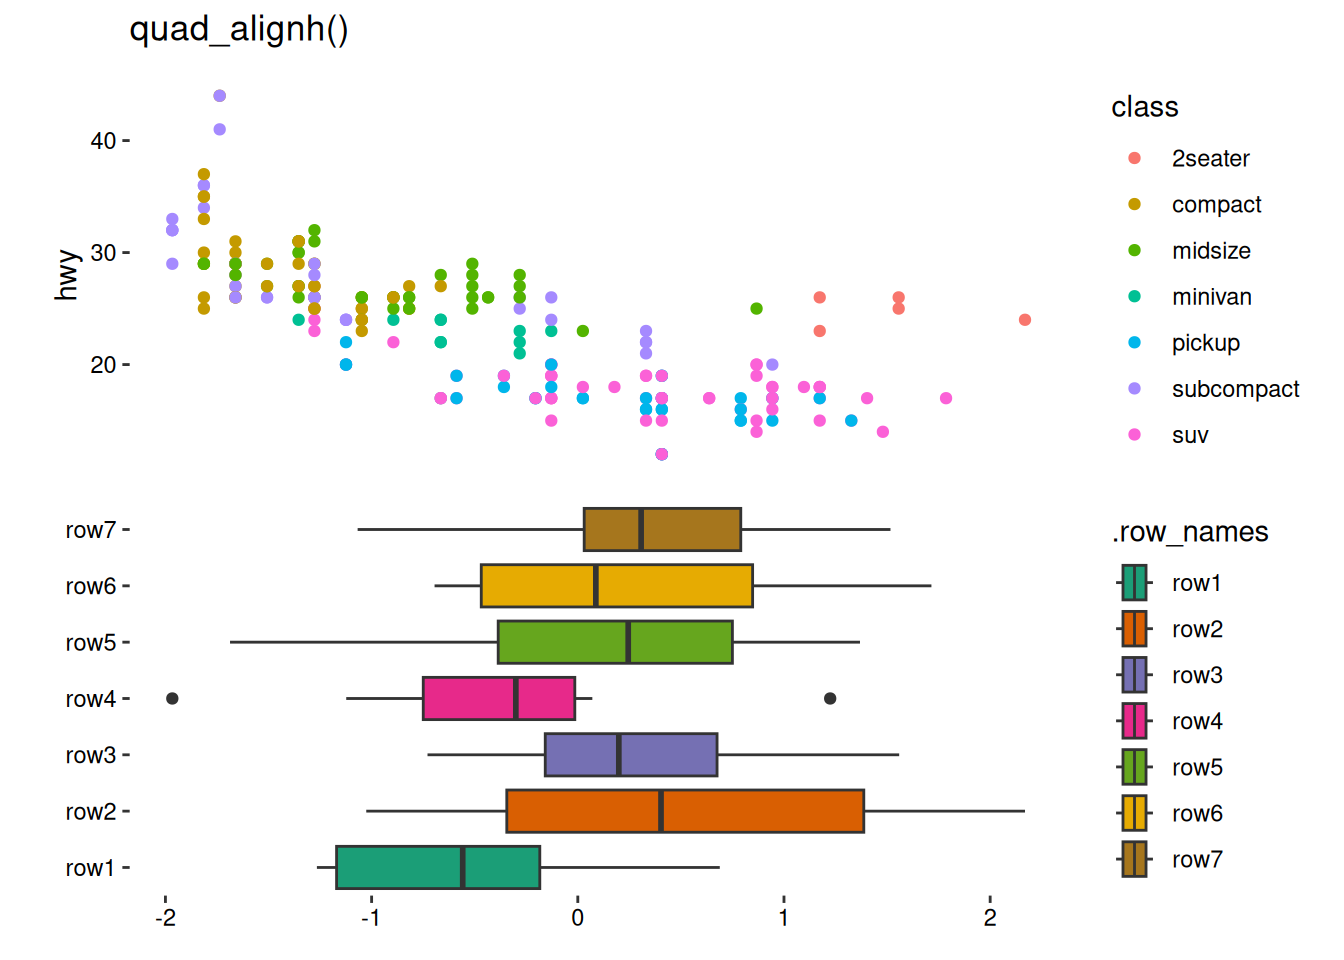 quad_alignh()
40
30
20
hwy
class
2seater
compact
midsize
minivan
pickup
subcompact
suv
row7
row6
row5
row4
row3
row2
row1
-2 -1 0 1 2
.row_names
row1
row2
row3
row4
row5
row6
row7